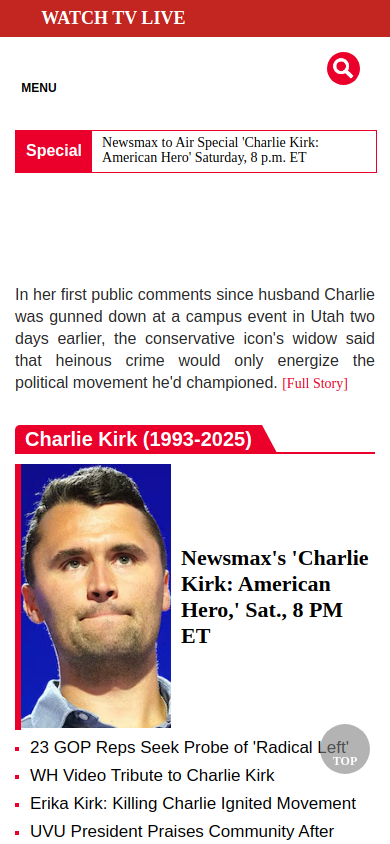 WATCH TV LIVE
MENU
Special
Newsmax to Air Special 'Charlie Kirk:
American Hero' Saturday, 8 p.m. ET
In her first public comments since husband Charlie
was gunned down at a campus event in Utah two
days earlier, the conservative icon's widow said
that heinous crime would only energize the
political movement he'd championed. [Full Story]
Charlie Kirk (1993-2025)
Newsmax's 'Charlie
Kirk: American
Hero,' Sat., 8 PM
ET
23 GOP Reps Seek Probe of 'Radical Left'
TOP
WH Video Tribute to Charlie Kirk
Erika Kirk: Killing Charlie Ignited Movement
UVU President Praises Community After